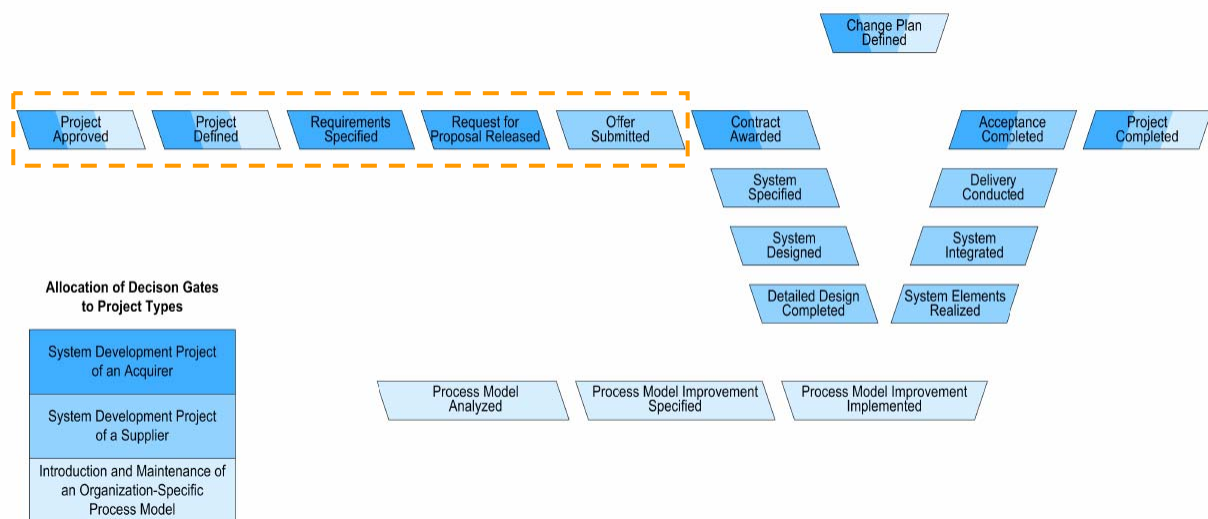 Change Plan
Defined
Project
Approved
Project
Defined
Requirements
Specified
Request for
Proposal Released
Offer
Submitted
Contract
Awarded
Acceptance
Completed
Project
Completed
System
Specified
Delivery
Conducted
System
Designed
System
Integrated
Detailed Design
Completed
System Elements
Realized
Allocation of Decison Gates
to Project Types
System Development Project
of an Acquirer
System Development Project
of a Supplier
Introduction and Maintenance of
an Organization-Specific
Process Model
Process Model
Analyzed
Process Model Improvement
Specified
Process Model Improvement
Implemented